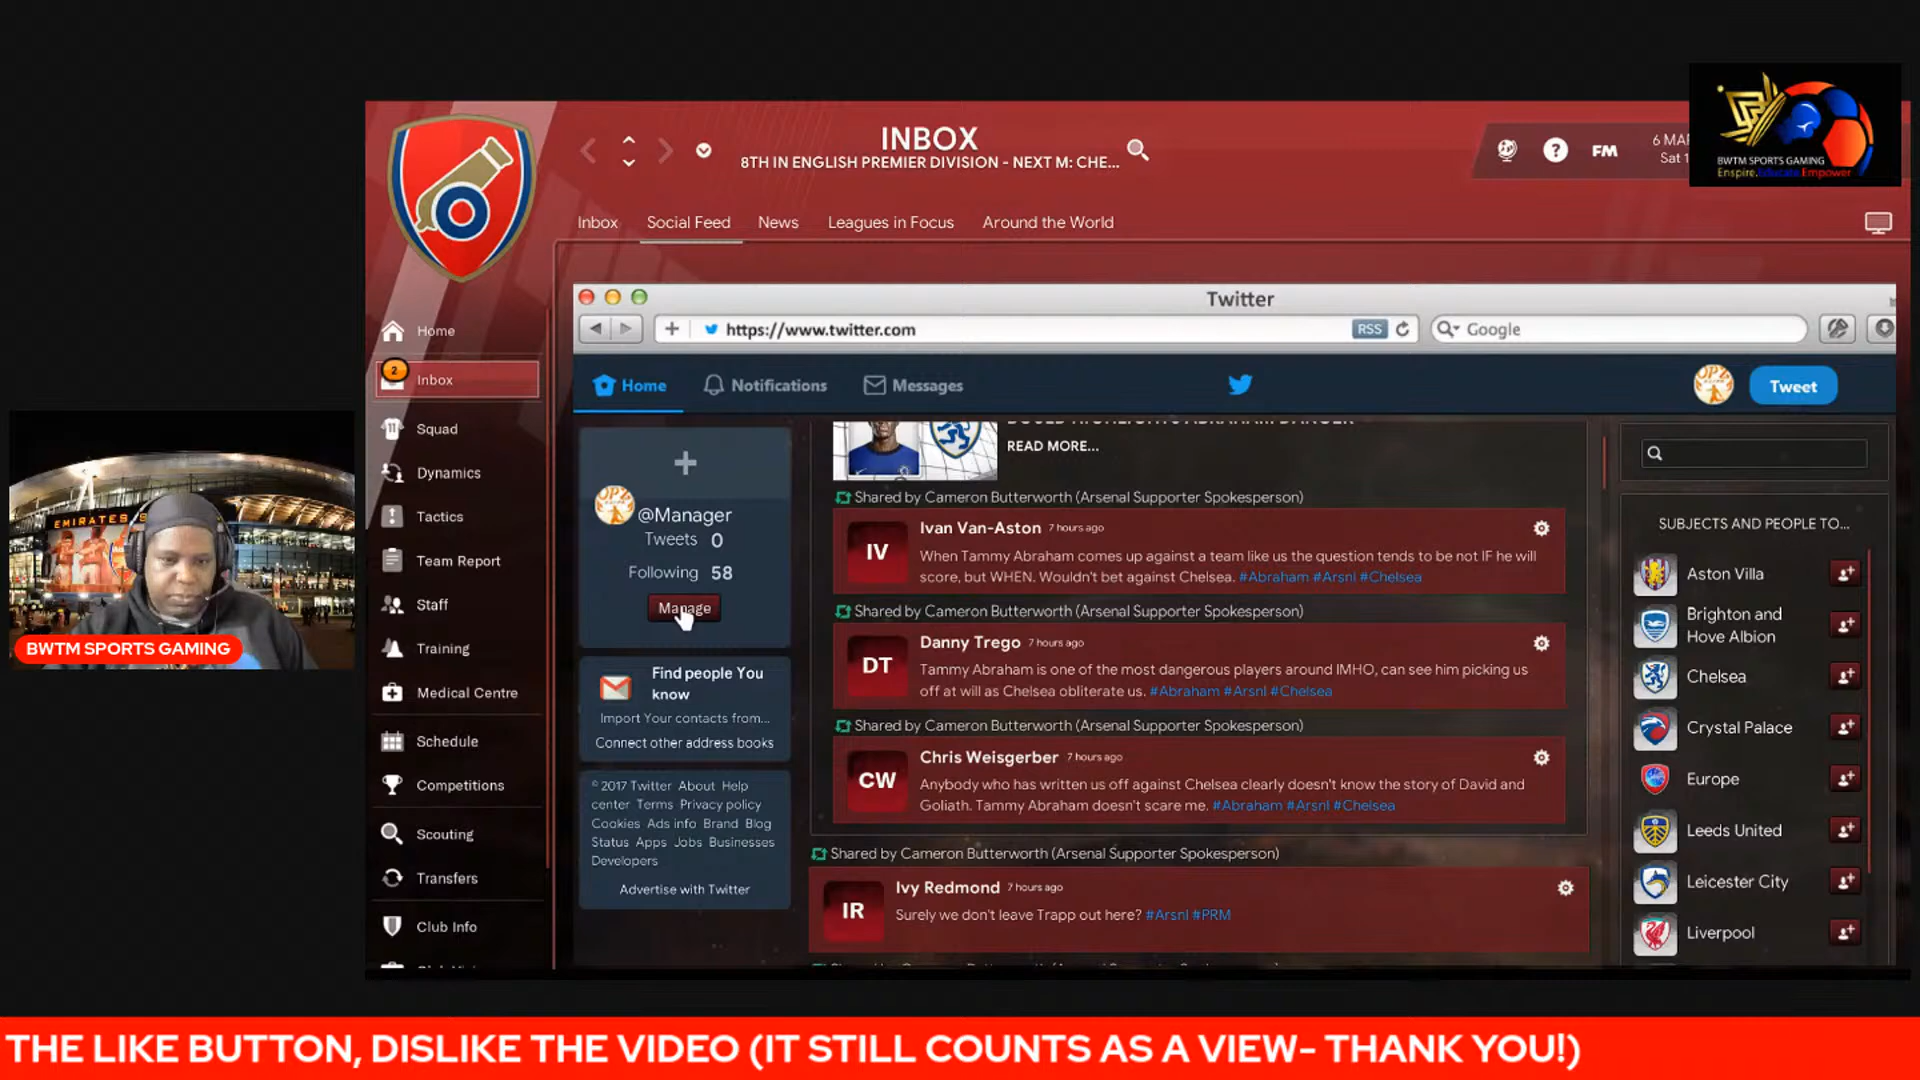 INBOX
8TH IN ENGLISH PREMIER DIVISION - NEXT M: CHE...
?
FM
6 MAR
Sat 1
BWTM SPORTS GAMING
Enspire.Educate.Empower
Inbox Social Feed News Leagues in Focus Around the World
Home
2
Inbox
Squad
Dynamics
Tactics
Team Report
Staff
Training
Medical Centre
Schedule
Competitions
Scouting
Transfers
Club Info
EMIRATES
BWTM SPORTS GAMING
Twitter
https://www.twitter.com
RSS
Google
Home Notifications Messages
Tweet
@Manager
Tweets 0
Following 58
Manage
Find people You
know
Import Your contacts from...
Connect other address books
© 2017 Twitter About Help
center Terms Privacy policy
Cookies Ads info Brand Blog
Status Apps Jobs Businesses
Developers
Advertise with Twitter
READ MORE...
Shared by Cameron Butterworth (Arsenal Supporter Spokesperson)
IV
Ivan Van-Aston 7 hours ago
When Tammy Abraham comes up against a team like us the question tends to be not IF he will
score, but WHEN. Wouldn't bet against Chelsea. #Abraham #Arsnl #Chelsea
Shared by Cameron Butterworth (Arsenal Supporter Spokesperson)
DT
Danny Trego 7 hours ago
Tammy Abraham is one of the most dangerous players around IMHO, can see him picking us
off at will as Chelsea obliterate us. #Abraham #Arsnl #Chelsea
Shared by Cameron Butterworth (Arsenal Supporter Spokesperson)
CW
Chris Weisgerber 7 hours ago
Anybody who has written us off against Chelsea clearly doesn't know the story of David and
Goliath. Tammy Abraham doesn't scare me. #Abraham #Arsnl #Chelsea
Shared by Cameron Butterworth (Arsenal Supporter Spokesperson)
IR
Ivy Redmond 7 hours ago
Surely we don't leave Trapp out here? #Arsnl #PRM
SUBJECTS AND PEOPLE TO...
Aston Villa
Brighton and
Hove Albion
Chelsea
Crystal Palace
Europe
Leeds United
Leicester City
Liverpool
THE LIKE BUTTON, DISLIKE THE VIDEO (IT STILL COUNTS AS A VIEW- THANK YOU!)